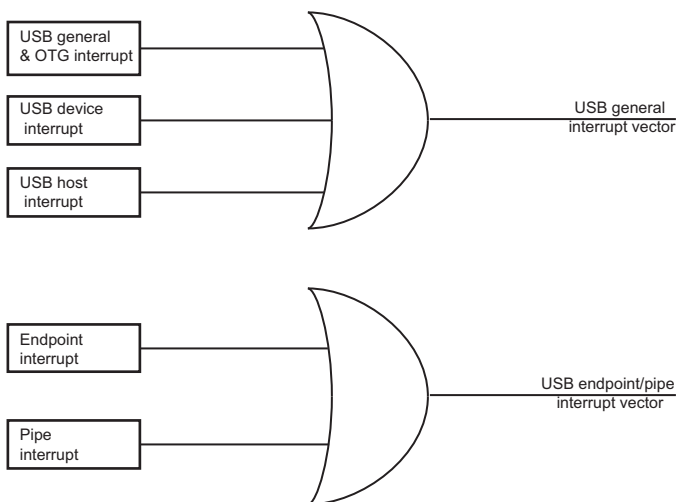 USB general
& OTG interrupt
USB device
interrupt
USB general
interrupt vector
USB host
interrupt
Endpoint
interrupt
USB endpoint/pipe
interrupt vector
Pipe
interrupt